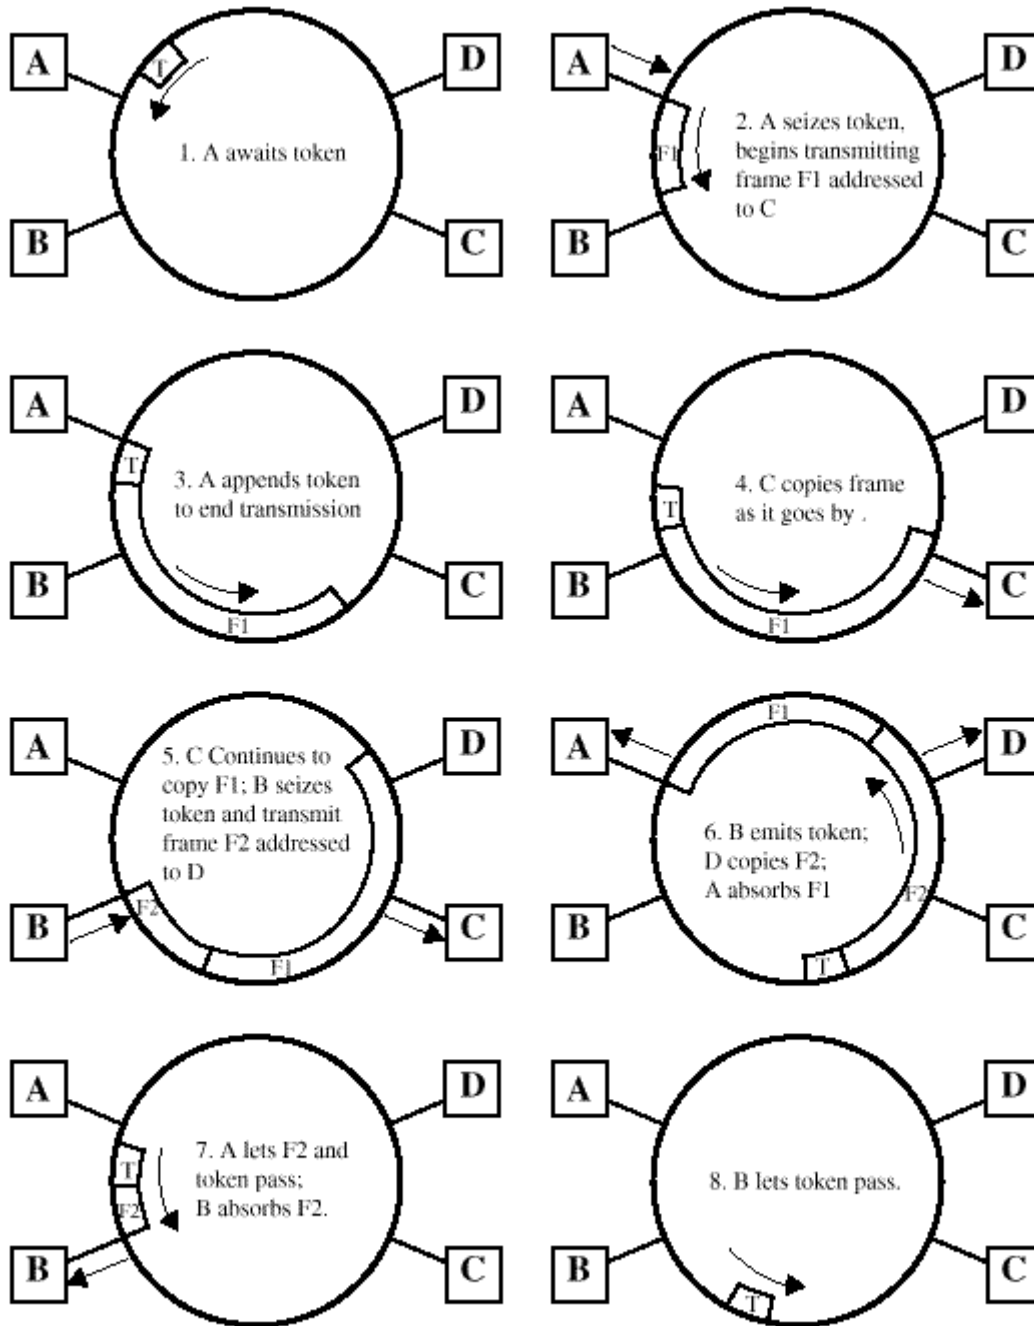 A
D
T
1. A awaits token
B
C
A
D
2. A seizes token,
begins transmitting
frame F1 addressed
to C
F1
B
C
A
D
T
3. A appends token
to end transmission
B
C
F1
A
D
4. C copies frame
as it goes by .
T
B
C
F1
A
D
5. C Continues to
copy F1; B seizes
token and transmit
frame F2 addressed
to D
F2
B
C
F1
F1
A
D
6. B emits token;
D copies F2;
A absorbs F1
F2
B
C
T
A
D
7. A lets F2 and
token pass;
B absorbs F2.
T
F2
B
C
A
D
8. B lets token pass.
B
C
T